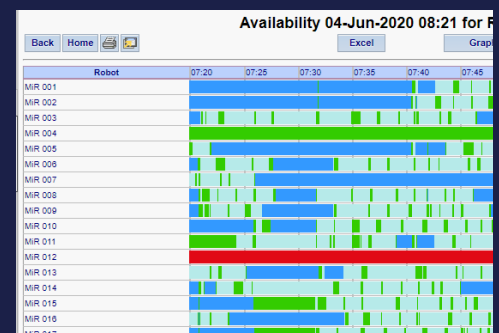 Availability 04-Jun-2020 08:21 for
Back Home Excel
Robot 07:20 07:25 07:30 07:35 07:40 07:45
MiR 001
MiR 002
MiR 003
MiR 004
MiR 005
MiR 006
MiR 007
MiR 008
MiR 009
MiR 010
MiR 011
MiR 012
MiR 013
MiR 014
MiR 015
MiR 016